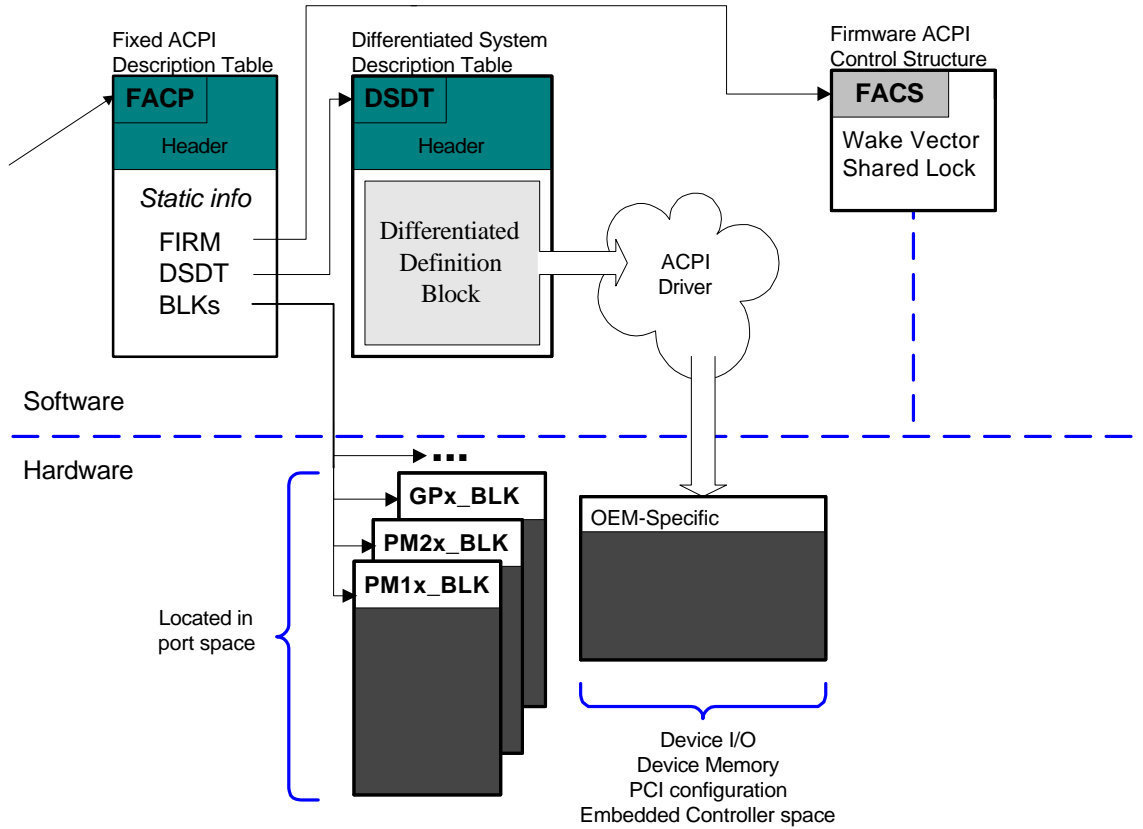 Fixed ACPI
Description Table
FACP
Header
Static info
FIRM
DSDT
BLKs
Differentiated System
Description Table
DSDT
Header
Differentiated
Definition
Block
ACPI
Driver
Firmware ACPI
Control Structure
FACS
Wake Vector
Shared Lock
Software
Hardware
...
GPx_BLK
PM2x_BLK
PM1x_BLK
Located in
port space
OEM-Specific
Device I/O
Device Memory
PCI configuration
Embedded Controller space